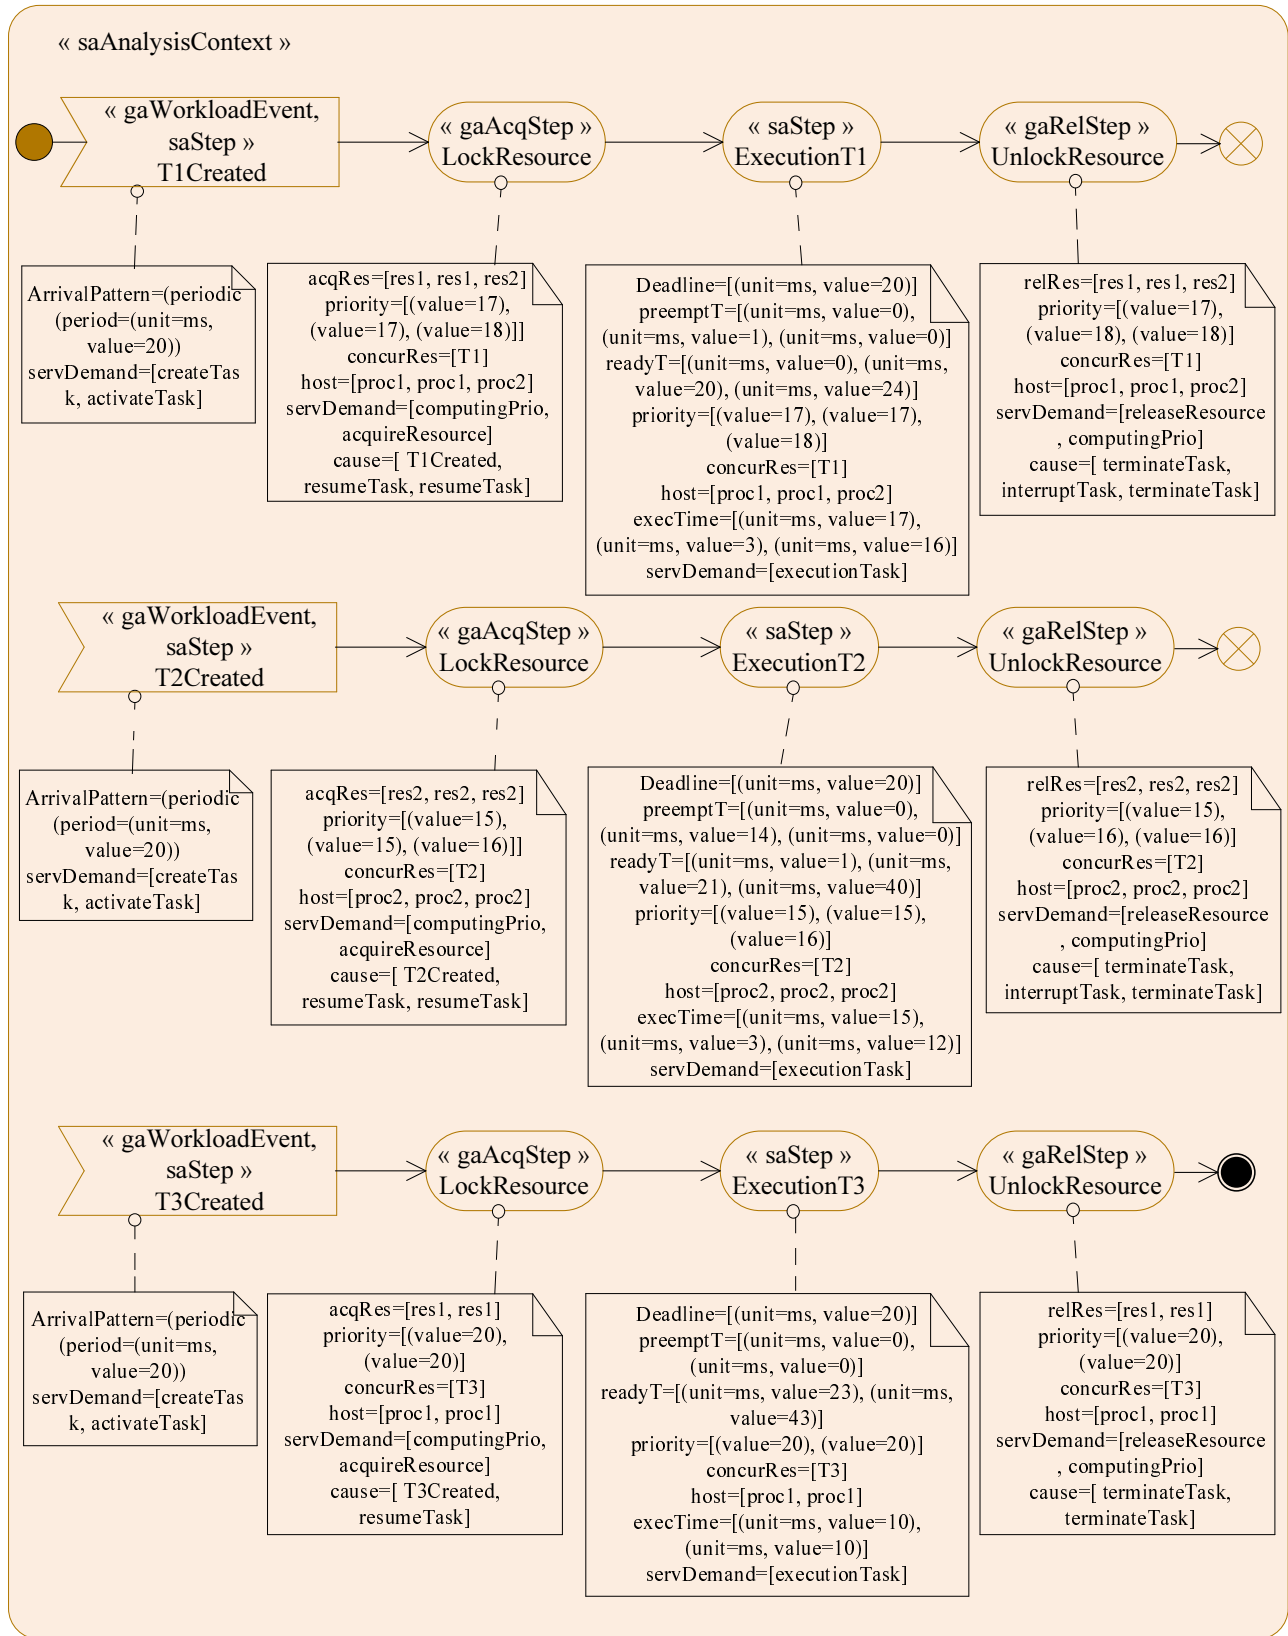 « saAnalysisContext »
« gaWorkloadEvent,
saStep »
T1Created
« gaAcqStep »
LockResource
« saStep »
ExecutionT1
« gaRelStep »
UnlockResource
ArrivalPattern=(periodic
(period=(unit=ms,
value=20))
servDemand=[createTas
k, activateTask]
acqRes=[res1, res1, res2]
priority=[(value=17),
(value=17), (value=18)]]
concurRes=[T1]
host=[proc1, proc1, proc2]
servDemand=[computingPrio,
acquireResource]
cause=[ T1Created,
resumeTask, resumeTask]
Deadline=[(unit=ms, value=20)]
preemptT=[(unit=ms, value=0),
(unit=ms, value=1), (unit=ms, value=0)]
readyT=[(unit=ms, value=0), (unit=ms,
value=20), (unit=ms, value=24)]
priority=[(value=17), (value=17),
(value=18)]
concurRes=[T1]
host=[proc1, proc1, proc2]
execTime=[(unit=ms, value=17),
(unit=ms, value=3), (unit=ms, value=16)]
servDemand=[executionTask]
relRes=[res1, res1, res2]
priority=[(value=17),
(value=18), (value=18)]
concurRes=[T1]
host=[proc1, proc1, proc2]
servDemand=[releaseResource
, computingPrio]
cause=[ terminateTask,
interruptTask, terminateTask]
« gaWorkloadEvent,
saStep »
T2Created
« gaAcqStep »
LockResource
« saStep »
ExecutionT2
« gaRelStep »
UnlockResource
ArrivalPattern=(periodic
(period=(unit=ms,
value=20))
servDemand=[createTas
k, activateTask]
acqRes=[res2, res2, res2]
priority=[(value=15),
(value=15), (value=16)]]
concurRes=[T2]
host=[proc2, proc2, proc2]
servDemand=[computingPrio,
acquireResource]
cause=[ T2Created,
resumeTask, resumeTask]
Deadline=[(unit=ms, value=20)]
preemptT=[(unit=ms, value=0),
(unit=ms, value=14), (unit=ms, value=0)]
readyT=[(unit=ms, value=1), (unit=ms,
value=21), (unit=ms, value=40)]
priority=[(value=15), (value=15),
(value=16)]
concurRes=[T2]
host=[proc2, proc2, proc2]
execTime=[(unit=ms, value=15),
(unit=ms, value=3), (unit=ms, value=12)]
servDemand=[executionTask]
relRes=[res2, res2, res2]
priority=[(value=15),
(value=16), (value=16)]
concurRes=[T2]
host=[proc2, proc2, proc2]
servDemand=[releaseResource
, computingPrio]
cause=[ terminateTask,
interruptTask, terminateTask]
« gaWorkloadEvent,
saStep »
T3Created
« gaAcqStep »
LockResource
« saStep »
ExecutionT3
« gaRelStep »
UnlockResource
ArrivalPattern=(periodic
(period=(unit=ms,
value=20))
servDemand=[createTas
k, activateTask]
acqRes=[res1, res1]
priority=[(value=20),
(value=20)]
concurRes=[T3]
host=[proc1, proc1]
servDemand=[computingPrio,
acquireResource]
cause=[ T3Created,
resumeTask]
Deadline=[(unit=ms, value=20)]
preemptT=[(unit=ms, value=0),
(unit=ms, value=0)]
readyT=[(unit=ms, value=23), (unit=ms,
value=43)]
priority=[(value=20), (value=20)]
concurRes=[T3]
host=[proc1, proc1]
execTime=[(unit=ms, value=10),
(unit=ms, value=10)]
servDemand=[executionTask]
relRes=[res1, res1]
priority=[(value=20),
(value=20)]
concurRes=[T3]
host=[proc1, proc1]
servDemand=[releaseResource
, computingPrio]
cause=[ terminateTask,
terminateTask]